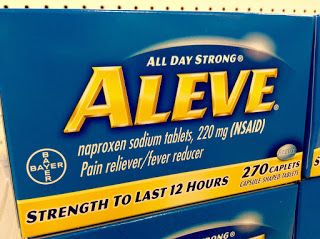 ALL DAY STRONG®
ALEVE®
naproxen sodium tablets, 220 mg (NSAID)
Pain reliever/fever reducer
BAYER
BAYER
STRENGTH TO LAST 12 HOURS
270 CAPLETS
CAPSULE-SHAPED TABLETS